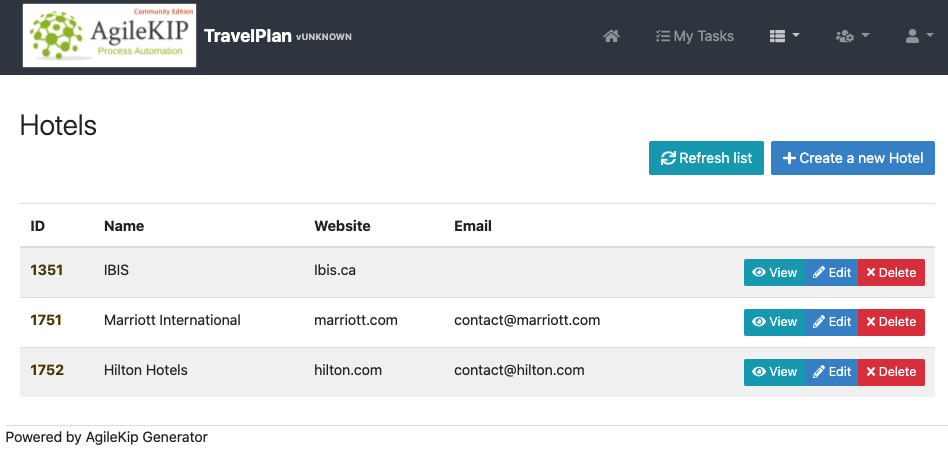 Community Edition
AgileKIP
Process Automation
TravelPlan vUNKNOWN
My Tasks
Hotels
Refresh list
Create a new Hotel
ID Name Website Email
1351 IBIS Ibis.ca View Edit Delete
1751 Marriott International marriott.com contact@marriott.com View Edit Delete
1752 Hilton Hotels hilton.com contact@hilton.com View Edit Delete
Powered by AgileKip Generator